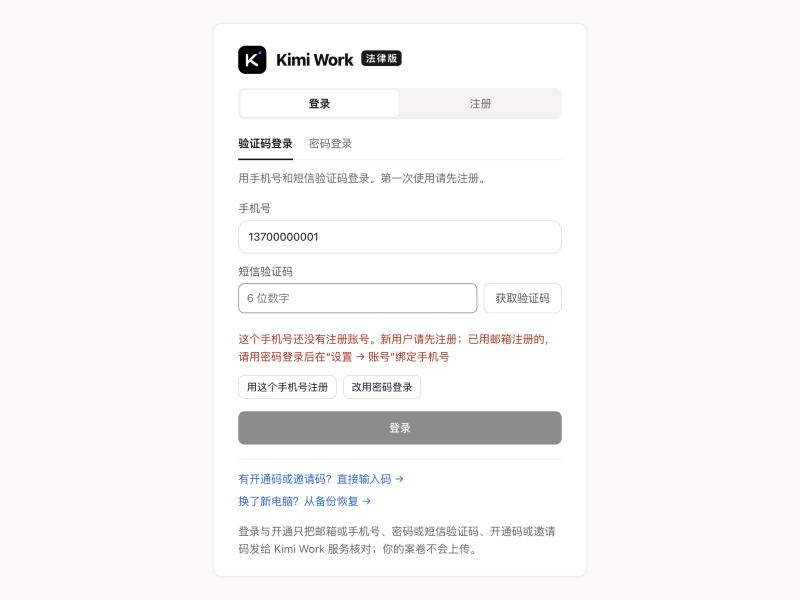 Kimi Work 法律版
登录 注册
验证码登录 密码登录
用手机号和短信验证码登录。第一次使用请先注册。
手机号
13700000001
短信验证码
6 位数字 获取验证码
这个手机号还没有注册账号。新用户请先注册；已用邮箱注册的，
请用密码登录后在“设置 → 账号”绑定手机号
用这个手机号注册 改用密码登录
登录
有开通码或邀请码？直接输入码 →
换了新电脑？从备份恢复 →
登录与开通只把邮箱或手机号、密码或短信验证码、开通码或邀请
码发给 Kimi Work 服务核对；你的案卷不会上传。